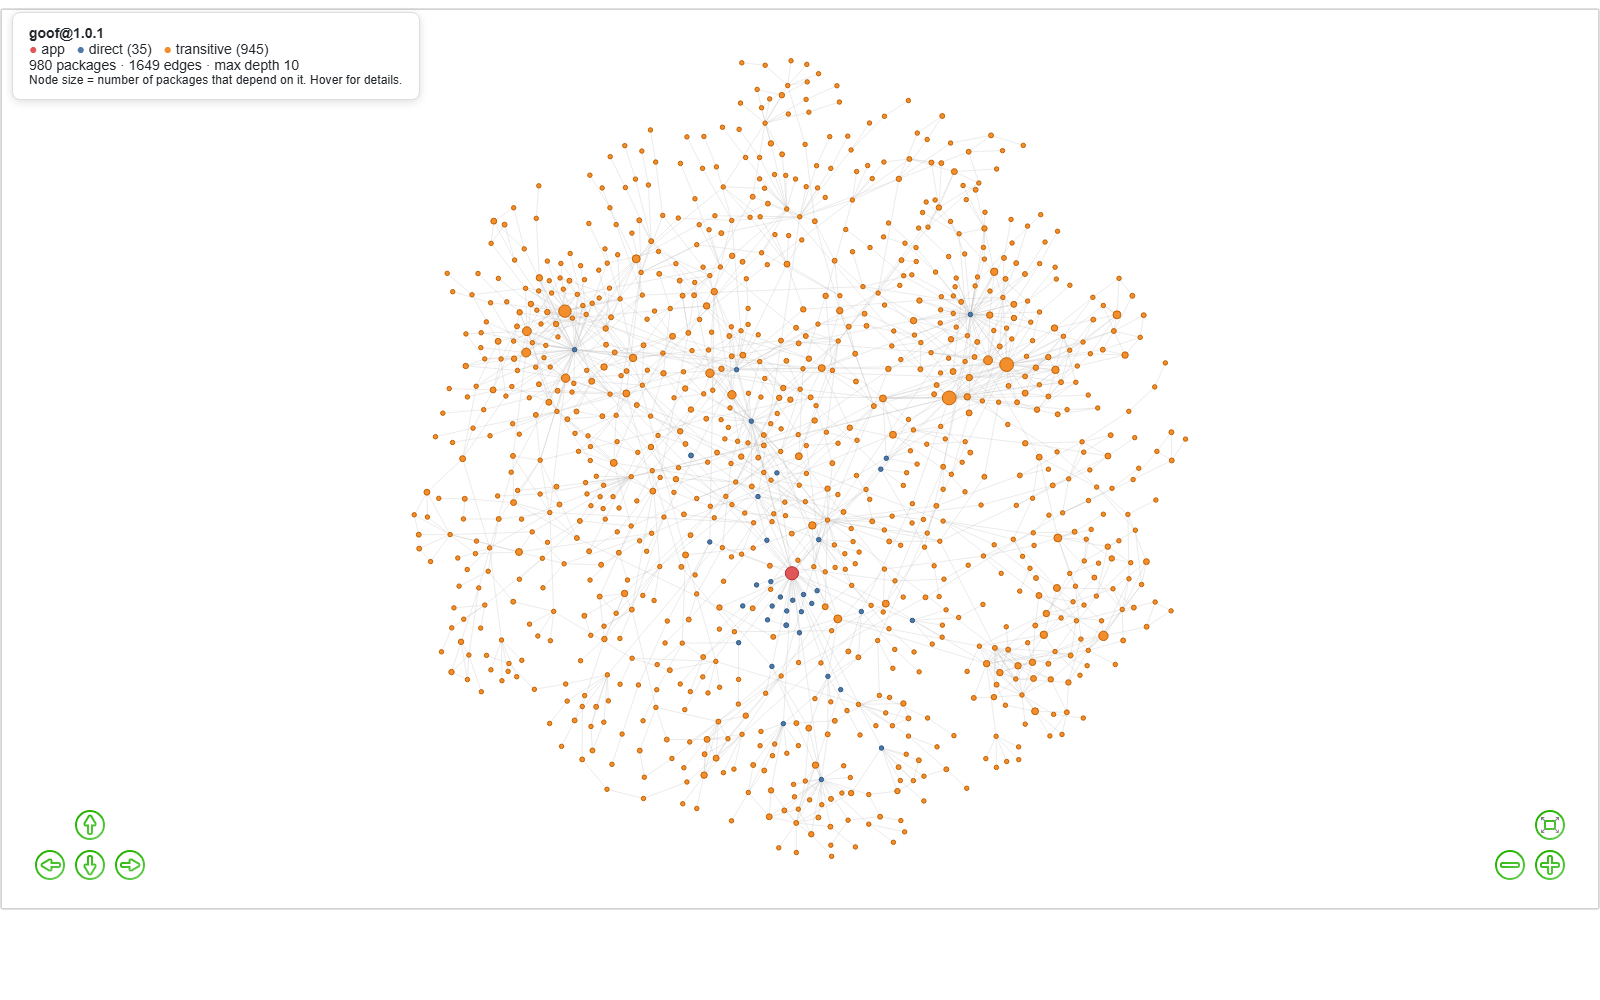 goof@1.0.1
● app ● direct (35) ● transitive (945)
980 packages · 1649 edges · max depth 10
Node size = number of packages that depend on it. Hover for details.